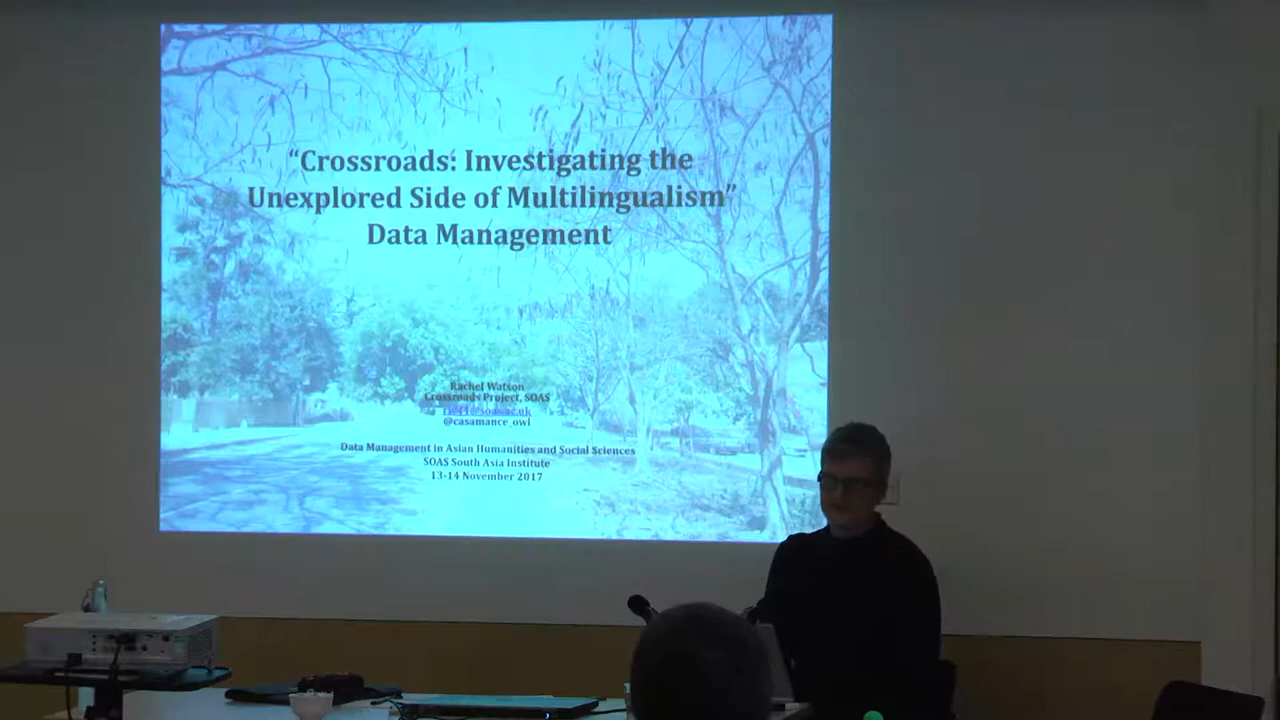 “Crossroads: Investigating the
Unexplored Side of Multilingualism”
Data Management
Rachel Watson
Crossroads Project, SOAS
@casamance_owl
Data Management in Asian Humanities and Social Sciences
SOAS South Asia Institute
13-14 November 2017